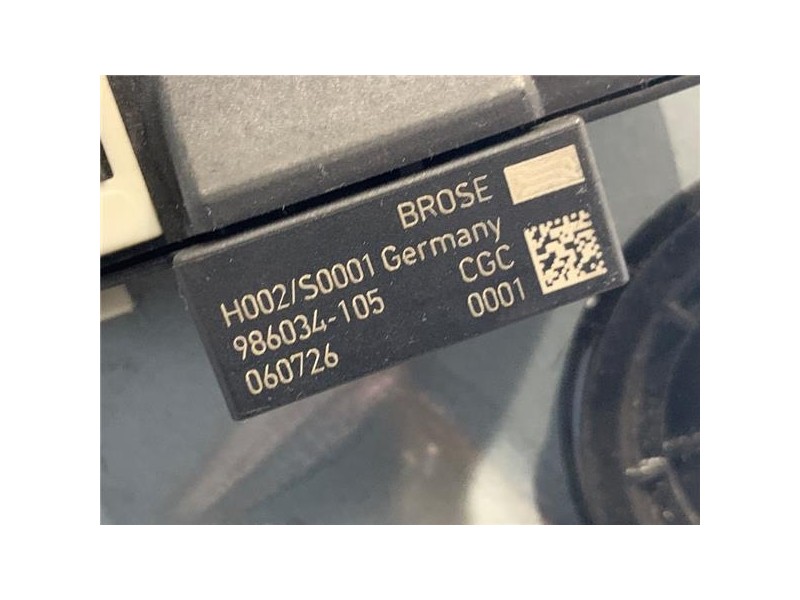 BROSE
H002/S0001 Germany
986034-105 CGC
060726 0001